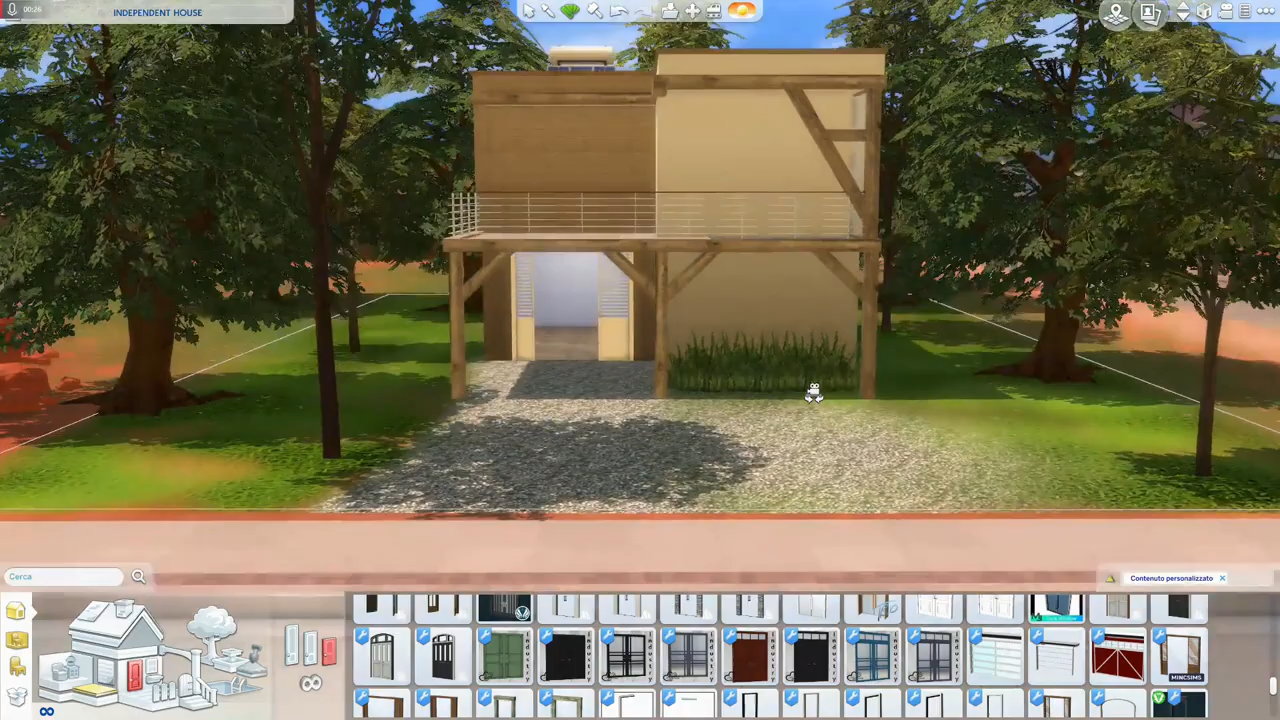 00:26
INDEPENDENT HOUSE
Cerca
Contenuto personalizzato
MINCSIMS